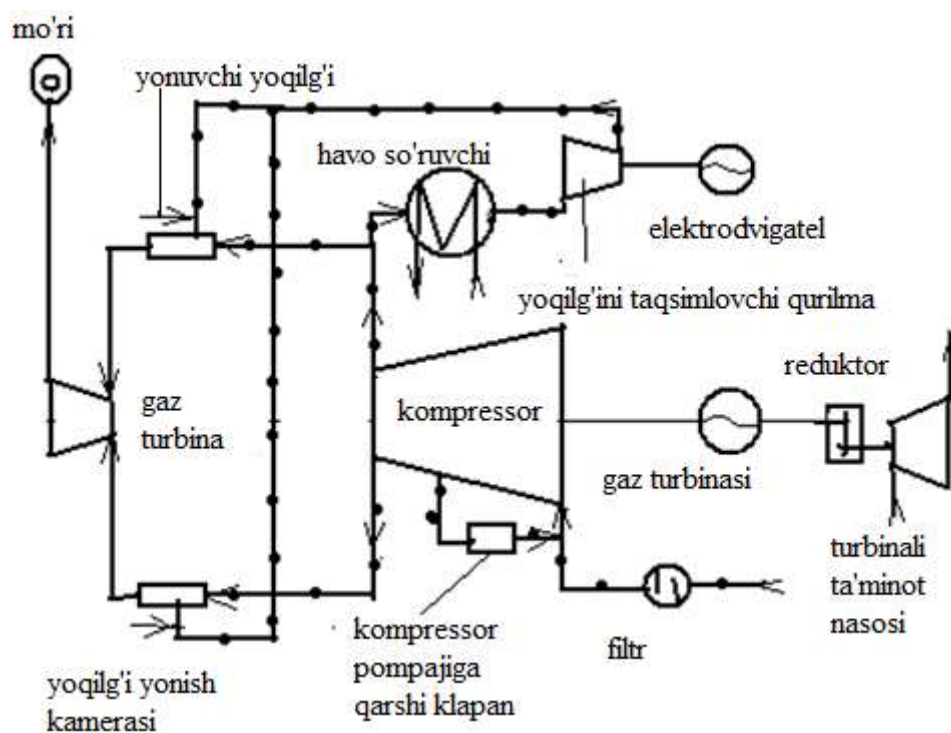 mo'ri
yonuvchi yoqilg'i
havo so'ruvchi
elektrodvigatel
yoqilg'ini taqsimlovchi qurilma
reduktor
gaz
turbina
kompressor
gaz turbinasi
turbinali
ta'minot
nasosi
kompressor
pompajiga
qarshi klapan
filtr
yoqilg'i yonish
kamerasi